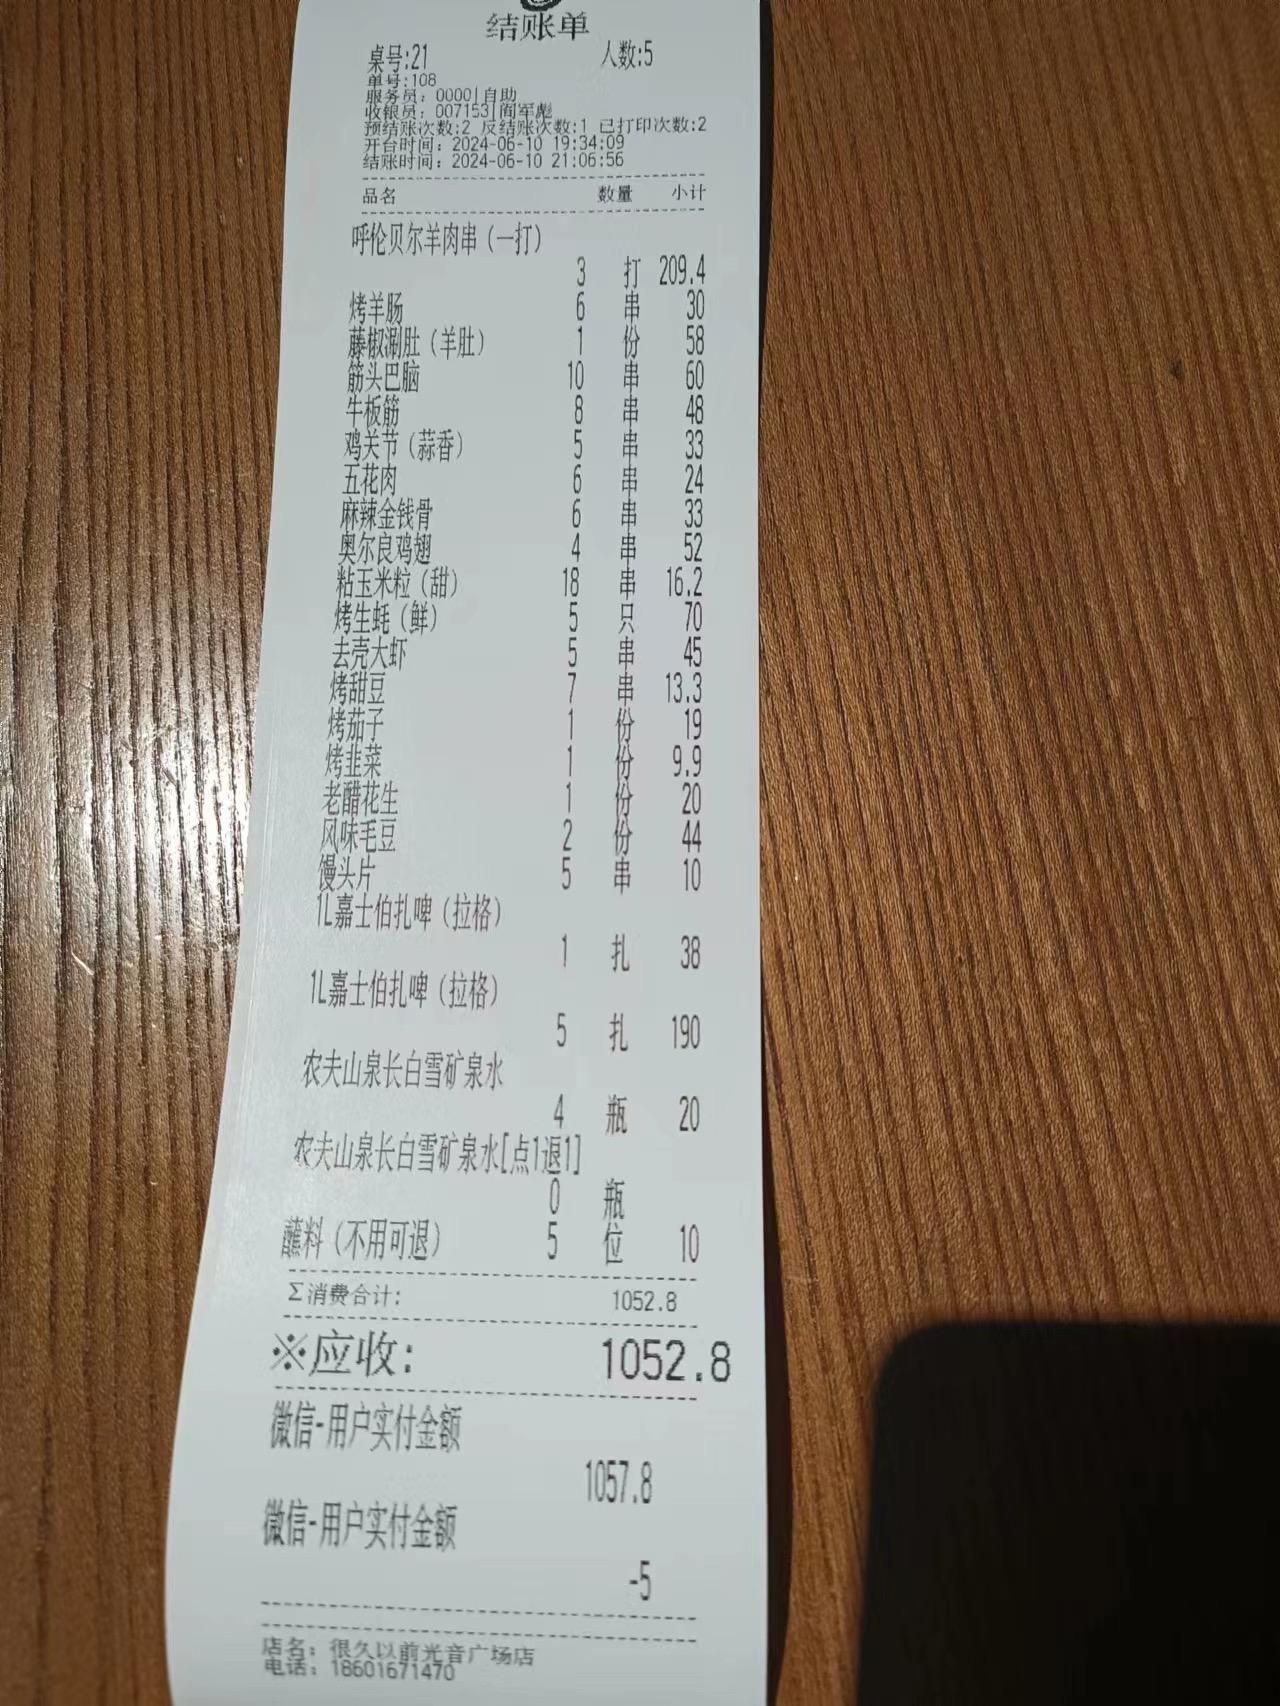 结账单
桌号:21 人数:5
单号:108
服务员:0000|自助
收银员:007153|阎军彪
预结账次数:2 反结账次数:1 已打印次数:2
开台时间:2024-06-10 19:34:09
结账时间:2024-06-10 21:06:56
品名 数量 小计
呼伦贝尔羊肉串(一打)
3 打 209.4
烤羊肠 6 串 30
藤椒涮肚(羊肚) 1 份 58
筋头巴脑 10 串 60
牛板筋 8 串 48
鸡关节(蒜香) 5 串 33
五花肉 6 串 24
麻辣金钱骨 6 串 33
奥尔良鸡翅 4 串 52
粘玉米粒(甜) 18 串 16.2
烤生蚝(鲜) 5 只 70
去壳大虾 5 串 45
烤甜豆 7 串 13.3
烤茄子 1 份 19
烤韭菜 1 份 9.9
老醋花生 1 份 20
风味毛豆 2 份 44
馒头片 5 串 10
1L嘉士伯扎啤(拉格)
1 扎 38
1L嘉士伯扎啤(拉格)
5 扎 190
农夫山泉长白雪矿泉水
4 瓶 20
农夫山泉长白雪矿泉水[点1退1]
0 瓶
蘸料(不用可退) 5 位 10
Σ消费合计: 1052.8
※应收: 1052.8
微信-用户实付金额
1057.8
微信-用户实付金额
-5
店名:很久以前光音广场店
电话:18601671470